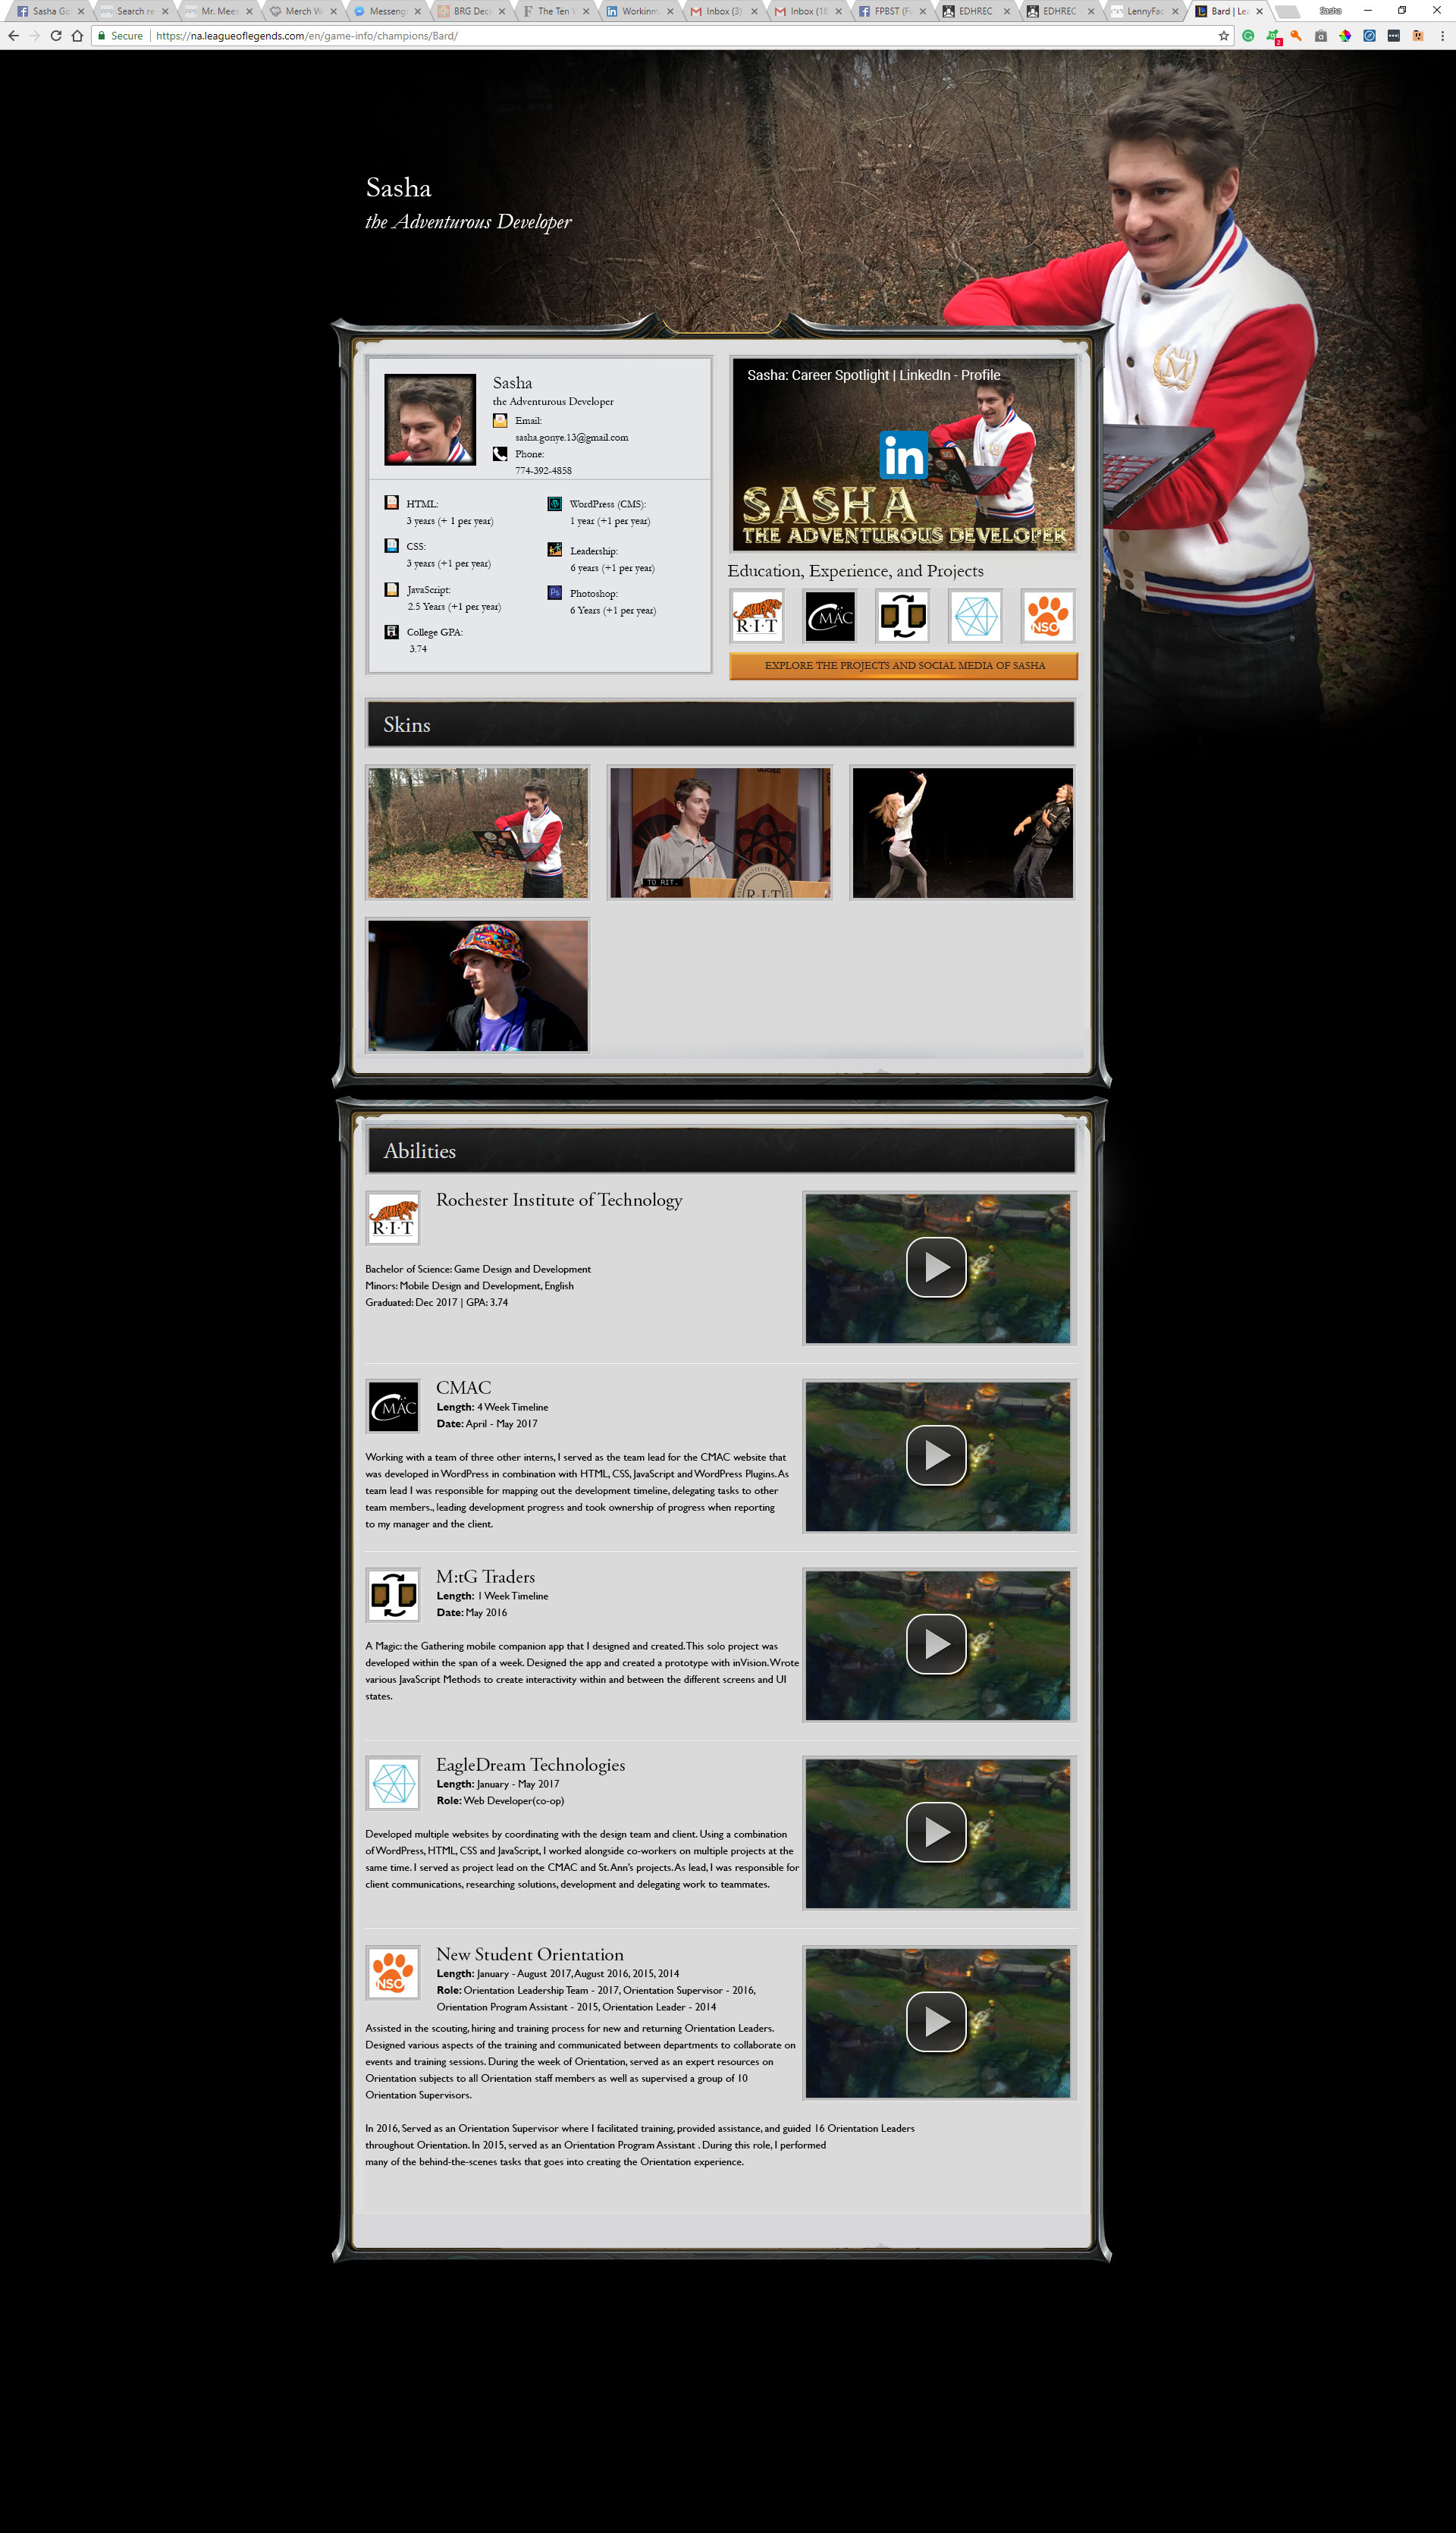 Sasha Go
Search re
Mr. Mees
Merch W
Messeng
BRG Decl
The Ten
Workinm
Inbox (3)
Inbox (18
FPBST (Fu
EDHREC
EDHREC
LennyFac
Bard | Lea
Sasha
Secure
https://na.leagueoflegends.com/en/game-info/champions/Bard/
2
Sasha
the Adventurous Developer
M
Sasha
the Adventurous Developer
Email:
sasha.gonye.13@gmail.com
Phone:
774-392-4858
HTML:
3 years (+ 1 per year)
CSS:
3 years (+1 per year)
JavaScript:
2.5 Years (+1 per year)
College GPA:
3.74
WordPress (CMS):
1 year (+1 per year)
Leadership:
6 years (+1 per year)
Ps
Photoshop:
6 Years (+1 per year)
Sasha: Career Spotlight | LinkedIn - Profile
in
SASHA
THE ADVENTUROUS DEVELOPER
Education, Experience, and Projects
R·I·T
CMAC
NSO
EXPLORE THE PROJECTS AND SOCIAL MEDIA OF SASHA
Skins
TO RIT.
R·I·T
Abilities
R·I·T
Rochester Institute of Technology
Bachelor of Science: Game Design and Development
Minors: Mobile Design and Development, English
Graduated: Dec 2017 | GPA: 3.74
CMAC
CMAC
Length: 4 Week Timeline
Date: April - May 2017
Working with a team of three other interns, I served as the team lead for the CMAC website that
was developed in WordPress in combination with HTML, CSS, JavaScript and WordPress Plugins. As
team lead I was responsible for mapping out the development timeline, delegating tasks to other
team members., leading development progress and took ownership of progress when reporting
to my manager and the client.
M:tG Traders
Length: 1 Week Timeline
Date: May 2016
A Magic: the Gathering mobile companion app that I designed and created. This solo project was
developed within the span of a week. Designed the app and created a prototype with inVision. Wrote
various JavaScript Methods to create interactivity within and between the different screens and UI
states.
EagleDream Technologies
Length: January - May 2017
Role: Web Developer(co-op)
Developed multiple websites by coordinating with the design team and client. Using a combination
of WordPress, HTML, CSS and JavaScript, I worked alongside co-workers on multiple projects at the
same time. I served as project lead on the CMAC and St. Ann's projects. As lead, I was responsible for
client communications, researching solutions, development and delegating work to teammates.
NSO
New Student Orientation
Length: January - August 2017, August 2016, 2015, 2014
Role: Orientation Leadership Team - 2017, Orientation Supervisor - 2016,
Orientation Program Assistant - 2015, Orientation Leader - 2014
Assisted in the scouting, hiring and training process for new and returning Orientation Leaders.
Designed various aspects of the training and communicated between departments to collaborate on
events and training sessions. During the week of Orientation, served as an expert resources on
Orientation subjects to all Orientation staff members as well as supervised a group of 10
Orientation Supervisors.
In 2016, Served as an Orientation Supervisor where I facilitated training, provided assistance, and guided 16 Orientation Leaders
throughout Orientation. In 2015, served as an Orientation Program Assistant . During this role, I performed
many of the behind-the-scenes tasks that goes into creating the Orientation experience.